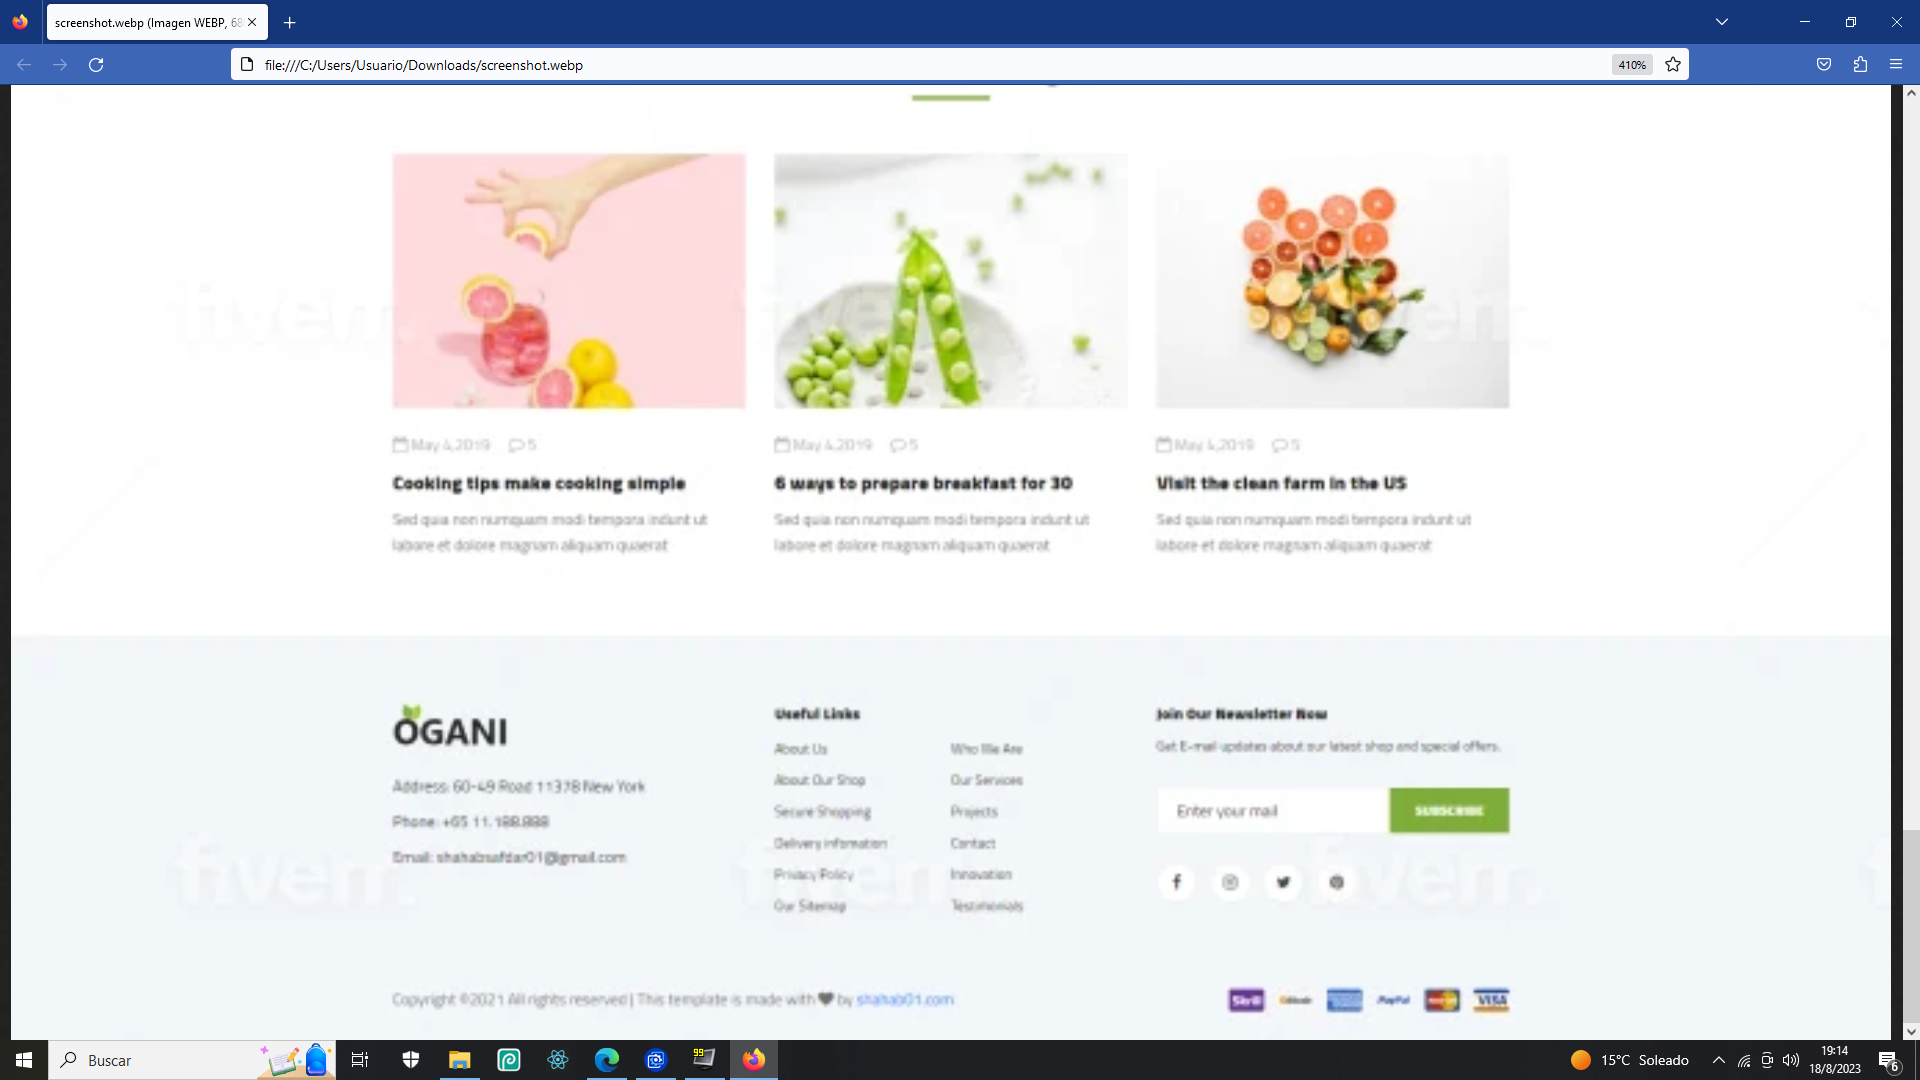 screenshot.webp (Imagen WEBP, 68
file:///C:/Users/Usuario/Downloads/screenshot.webp
410%
fiverr.
May 4,2019 5
May 4,2019 5
May 4,2019 5
Cooking tips make cooking simple
6 ways to prepare breakfast for 30
Visit the clean farm in the US
Sed quia non numquam modi tempora indunt ut
labore et dolore magnam aliquam quaerat
Sed quia non numquam modi tempora indunt ut
labore et dolore magnam aliquam quaerat
Sed quia non numquam modi tempora indunt ut
labore et dolore magnam aliquam quaerat
OGANI
Address: 60-49 Road 11378 New York
Phone: +65 11.188.888
Email: shahabsafdar01@gmail.com
Useful Links
About Us
About Our Shop
Secure Shopping
Delivery infomation
Privacy Policy
Our Sitemap
Who We Are
Our Services
Projects
Contact
Innovation
Testimonials
Join Our Newsletter Now
Get E-mail updates about our latest shop and special offers.
Enter your mail
SUBSCRIBE
fiverr.
fiverr.
fiverr.
Copyright ©2021 All rights reserved | This template is made with ♥ by shahab01.com
Skrill
PayPal
VISA
Buscar
99
15°C Soleado
19:14
18/8/2023
6